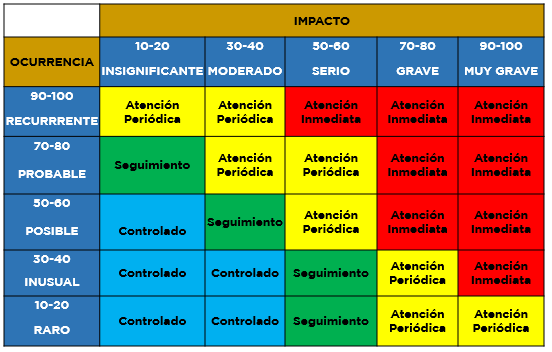 IMPACTO
OCURRENCIA
10-20
INSIGNIFICANTE
30-40
MODERADO
50-60
SERIO
70-80
GRAVE
90-100
MUY GRAVE
90-100
RECURRRENTE
Atención
Periódica
Atención
Periódica
Atención
Inmediata
Atención
Inmediata
Atención
Inmediata
70-80
PROBABLE
Seguimiento
Atención
Periódica
Atención
Periódica
Atención
Inmediata
Atención
Inmediata
50-60
POSIBLE
Controlado
Seguimiento
Atención
Periódica
Atención
Inmediata
Atención
Inmediata
30-40
INUSUAL
Controlado
Controlado
Seguimiento
Atención
Periódica
Atención
Inmediata
10-20
RARO
Controlado
Controlado
Seguimiento
Atención
Periódica
Atención
Periódica